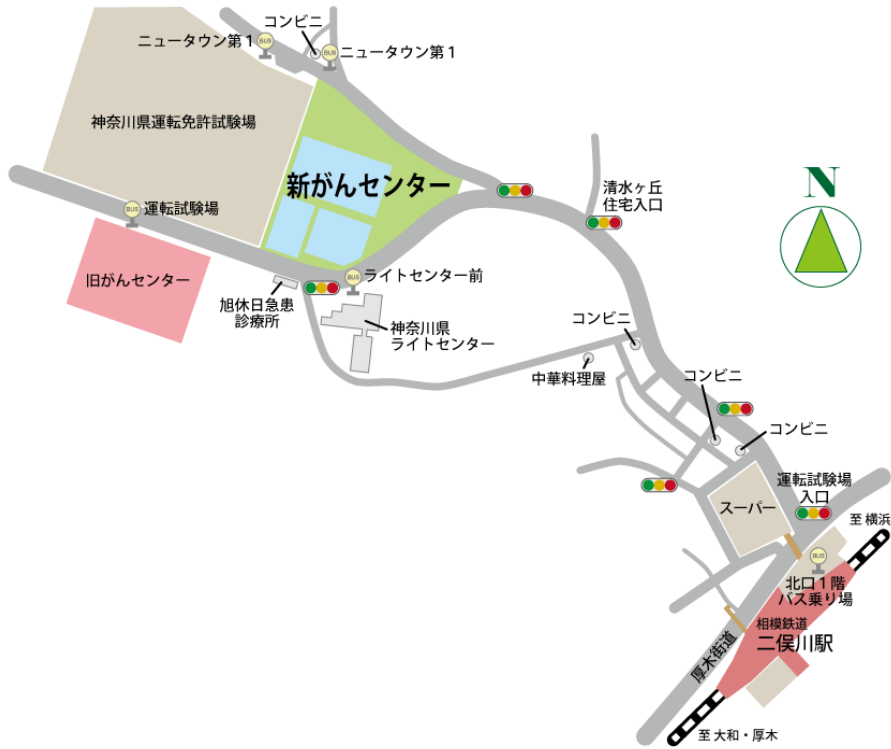 コンビニ
ニュータウン第1
BUS
BUS
ニュータウン第1
神奈川県運転免許試験場
新がんセンター
N
清水ヶ丘
住宅入口
BUS
運転試験場
旧がんセンター
BUS
ライトセンター前
旭休日急患
診療所
神奈川県
ライトセンター
コンビニ
中華料理屋
コンビニ
コンビニ
運転試験場
入口
スーパー
至 横浜
BUS
北口1階
バス乗り場
相模鉄道
二俣川駅
厚木街道
至 大和・厚木